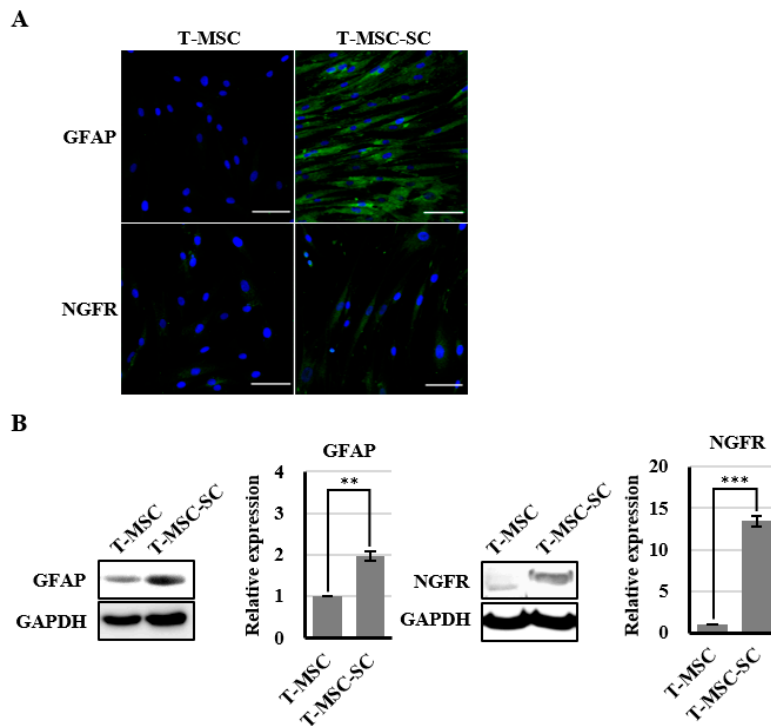 A
T-MSC T-MSC-SC
GFAP
NGFR
B
T-MSC
T-MSC-SC
GFAP
GAPDH
GFAP
Relative expression
4
3
2
1
0
**
T-MSC
T-MSC-SC
T-MSC
T-MSC-SC
NGFR
GAPDH
NGFR
Relative expression
20
15
10
5
0
***
T-MSC
T-MSC-SC